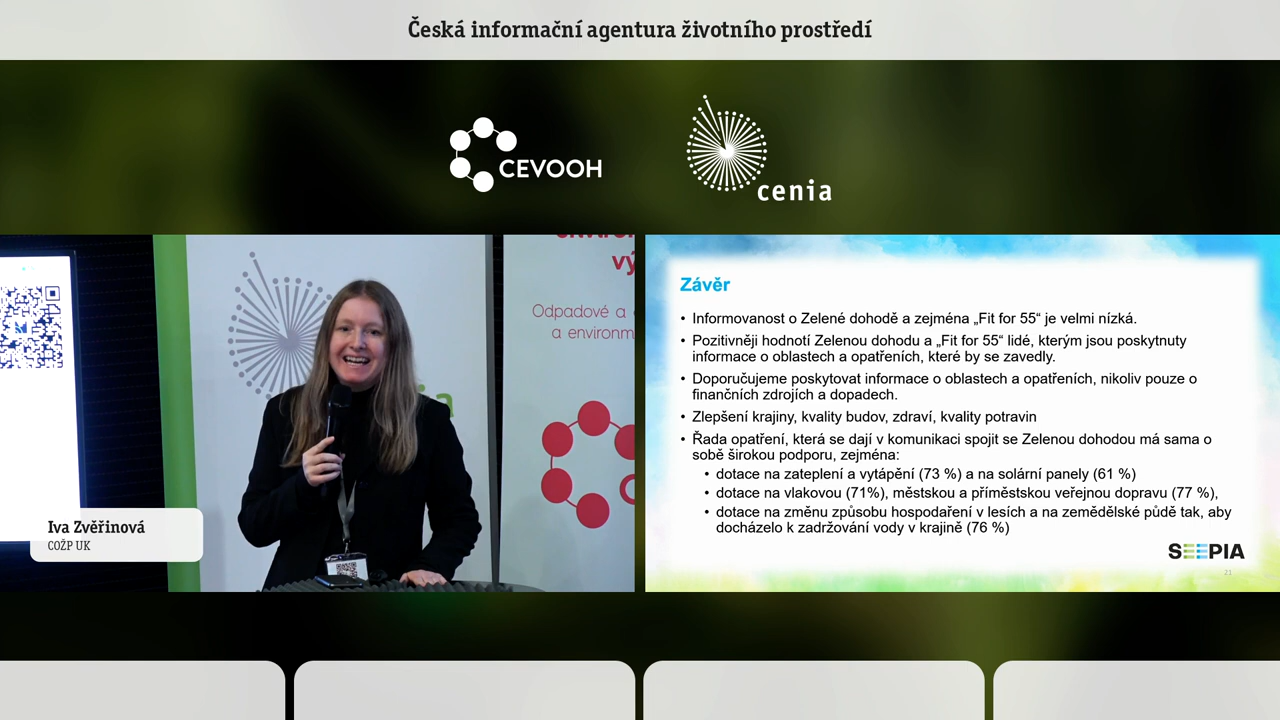 Česká informační agentura životního prostředí
CEVOOH
cenia
vý
Odpadové a
a environm
Iva Zvěřinová
COŽP UK
Závěr
• Informovanost o Zelené dohodě a zejména „Fit for 55“ je velmi nízká.
• Pozitivněji hodnotí Zelenou dohodu a „Fit for 55“ lidé, kterým jsou poskytnuty
informace o oblastech a opatřeních, které by se zavedly.
• Doporučujeme poskytovat informace o oblastech a opatřeních, nikoliv pouze o
finančních zdrojích a dopadech.
• Zlepšení krajiny, kvality budov, zdraví, kvality potravin
• Řada opatření, která se dají v komunikaci spojit se Zelenou dohodou má sama o
sobě širokou podporu, zejména:
• dotace na zateplení a vytápění (73 %) a na solární panely (61 %)
• dotace na vlakovou (71%), městskou a příměstskou veřejnou dopravu (77 %),
• dotace na změnu způsobu hospodaření v lesích a na zemědělské půdě tak, aby
docházelo k zadržování vody v krajině (76 %)
SEEPIA
21